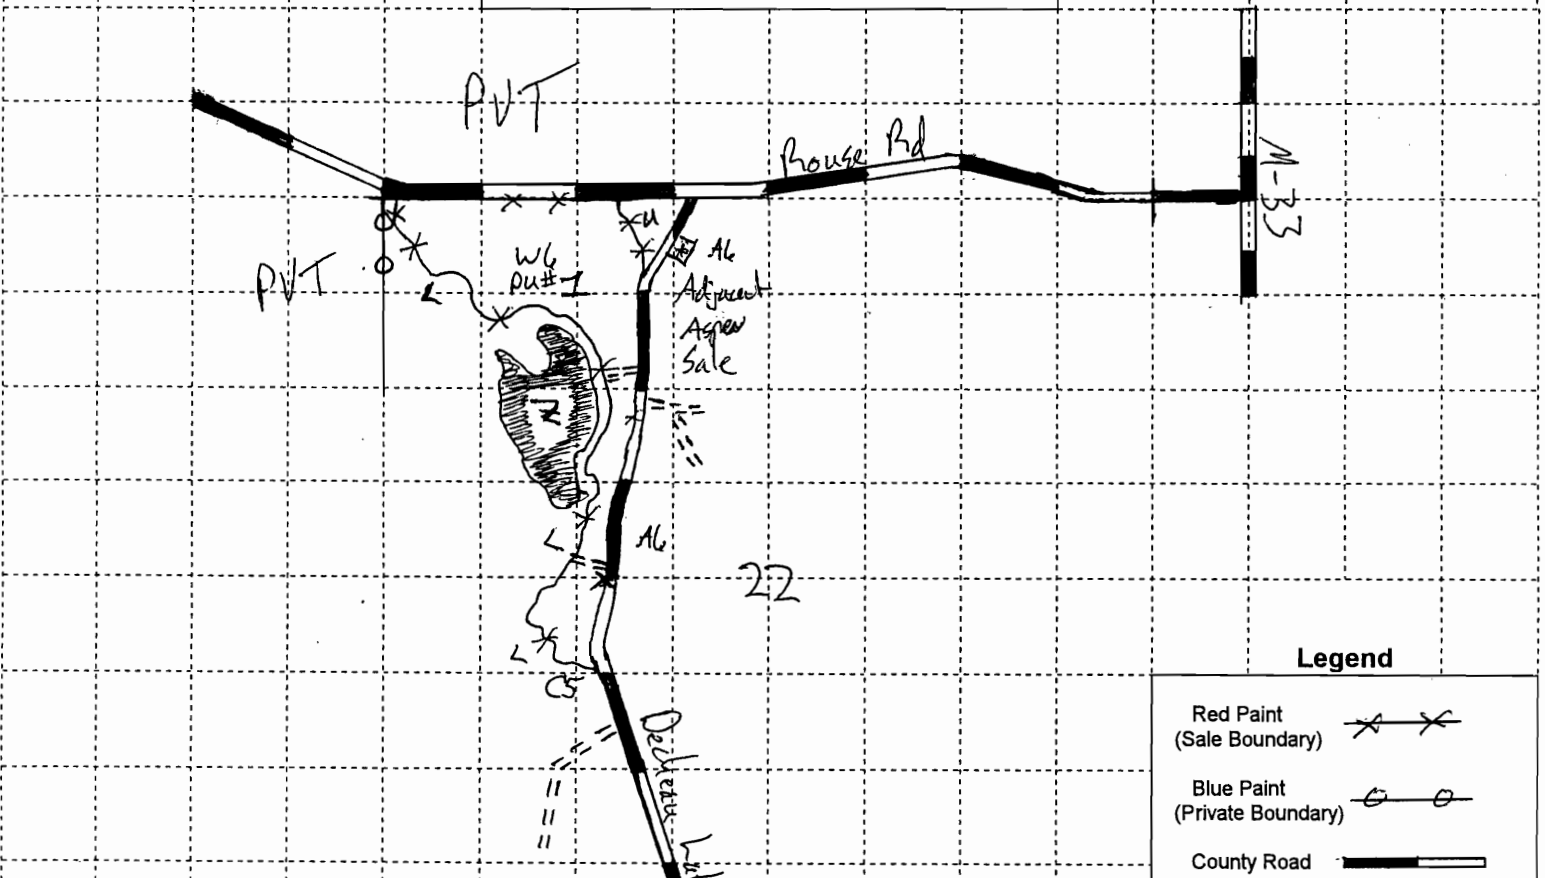 PVT
Rouse Rd
M-33
U
W6
PU#1
A6
Adjacent
Aspen
Sale
PVT
L
Z
L
A6
22
L
C5
Legend
Red Paint
(Sale Boundary)
Blue Paint
(Private Boundary)
County Road